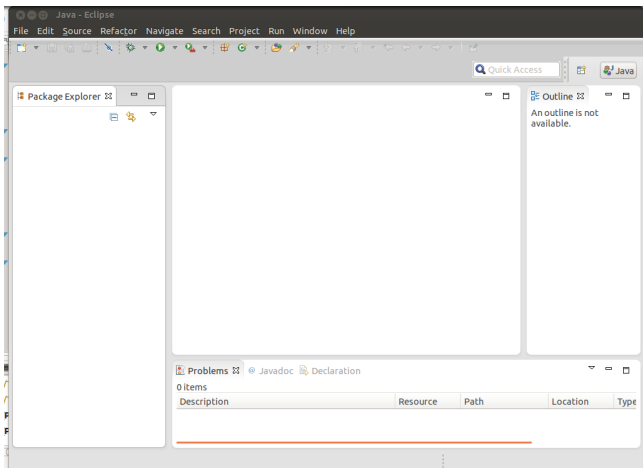 Java - Eclipse
File Edit Source Refactor Navigate Search Project Run Window Help
Quick Access
Java
Package Explorer
Outline
An outline is not
available.
Problems @ Javadoc Declaration
0 items
Description Resource Path Location Type